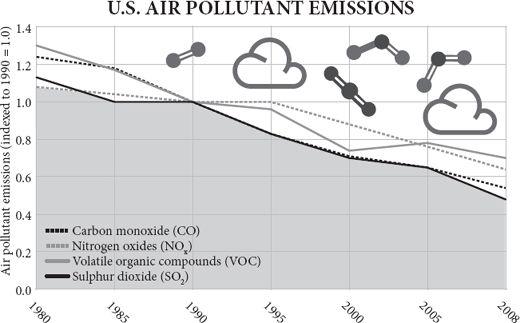 U.S. AIR POLLUTANT EMISSIONS
Air pollutant emissions (indexed to 1990 = 1.0)
1.4
1.2
1.0
0.8
0.6
0.4
0.2
0.0
Carbon monoxide (CO)
Nitrogen oxides (NOx)
Volatile organic compounds (VOC)
Sulphur dioxide (SO2)
1980
1985
1990
1995
2000
2005
2008